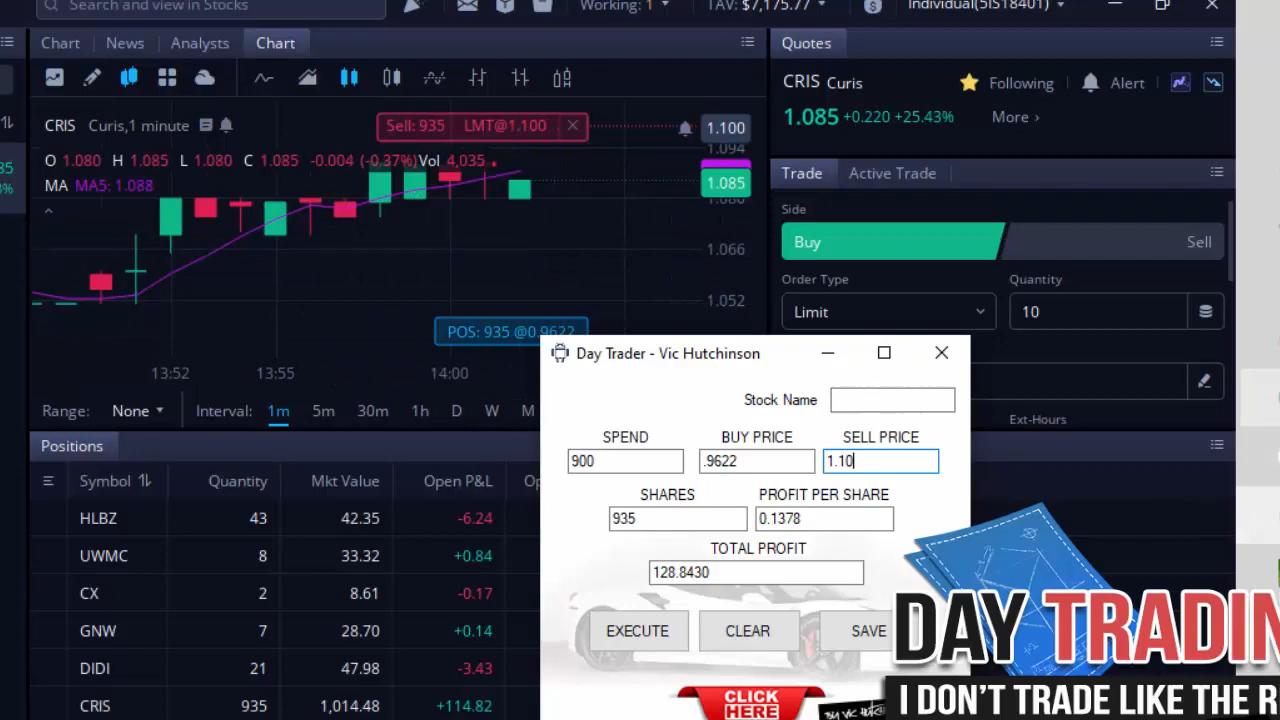 Search and view in Stocks
Working: 1
TAV: $7,175.77
Individual(5IS18401)
Chart News Analysts Chart
Quotes
CRIS Curis
Following
Alert
1.085 +0.220 +25.43%
More
CRIS Curis,1 minute
Sell: 935 LMT@1.100
1.100
1.094
O 1.080 H 1.085 L 1.080 C 1.085 -0.004 (-0.37%) Vol 4,035
MA MA5: 1.088
1.085
1.080
1.066
1.052
POS: 935 @0.9622
13:52 13:55 14:00
Range: None Interval: 1m 5m 30m 1h D W M
Trade Active Trade
Side
Buy Sell
Order Type Quantity
Limit 10
Ext-Hours
Day Trader - Vic Hutchinson
Stock Name
SPEND BUY PRICE SELL PRICE
900 .9622 1.10
SHARES PROFIT PER SHARE
935 0.1378
TOTAL PROFIT
128.8430
EXECUTE CLEAR SAVE
CLICK
HERE
Positions
Symbol Quantity Mkt Value Open P&L
HLBZ 43 42.35 -6.24
UWMC 8 33.32 +0.84
CX 2 8.61 -0.17
GNW 7 28.70 +0.14
DIDI 21 47.98 -3.43
CRIS 935 1,014.48 +114.82
DAY TRADIN
I DON'T TRADE LIKE THE R